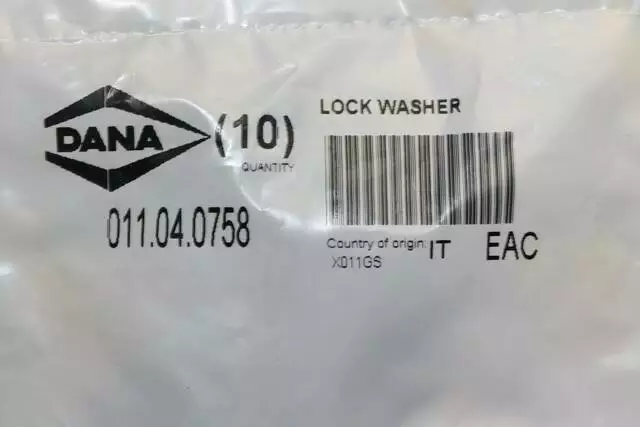 DANA
(10)
QUANTITY
011.04.0758
LOCK WASHER
Country of origin: IT EAC
X011GS